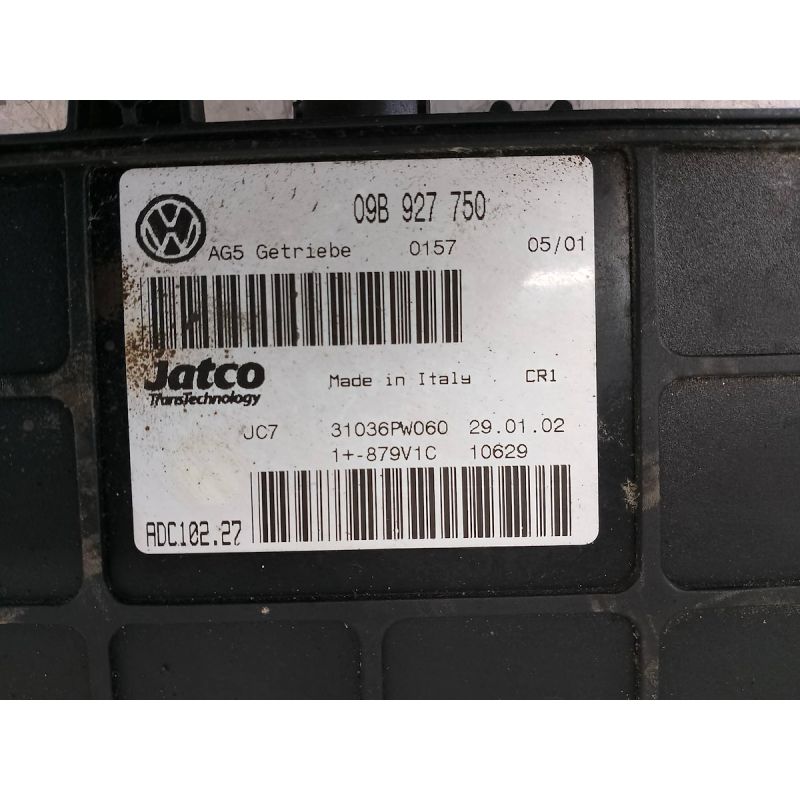 09B 927 750
AG5 Getriebe 0157 05/01
Jatco
TransTechnology
Made in Italy CR1
JC7 31036PW060 29.01.02
1+-879V1C 10629
ADC102.27